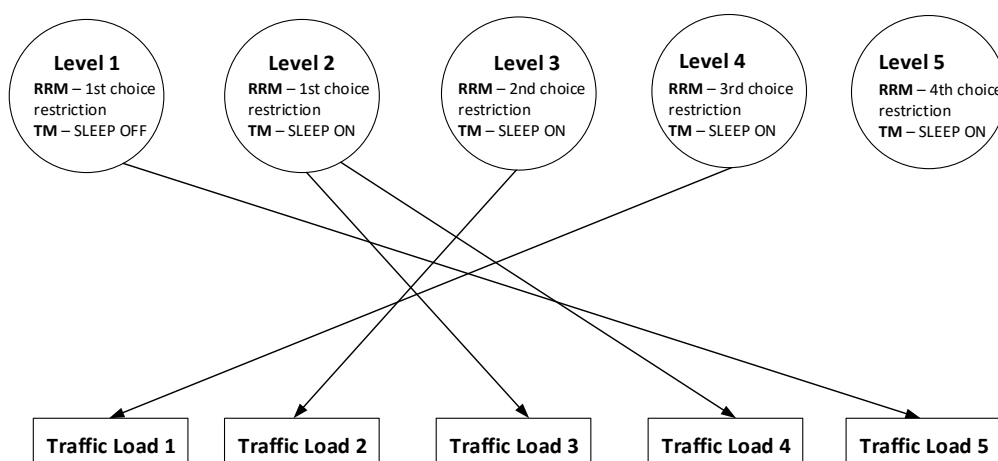 Level 1
RRM – 1st choice
restriction
TM – SLEEP OFF
Level 2
RRM – 1st choice
restriction
TM – SLEEP ON
Level 3
RRM – 2nd choice
restriction
TM – SLEEP ON
Level 4
RRM – 3rd choice
restriction
TM – SLEEP ON
Level 5
RRM – 4th choice
restriction
TM – SLEEP ON
Traffic Load 1
Traffic Load 2
Traffic Load 3
Traffic Load 4
Traffic Load 5